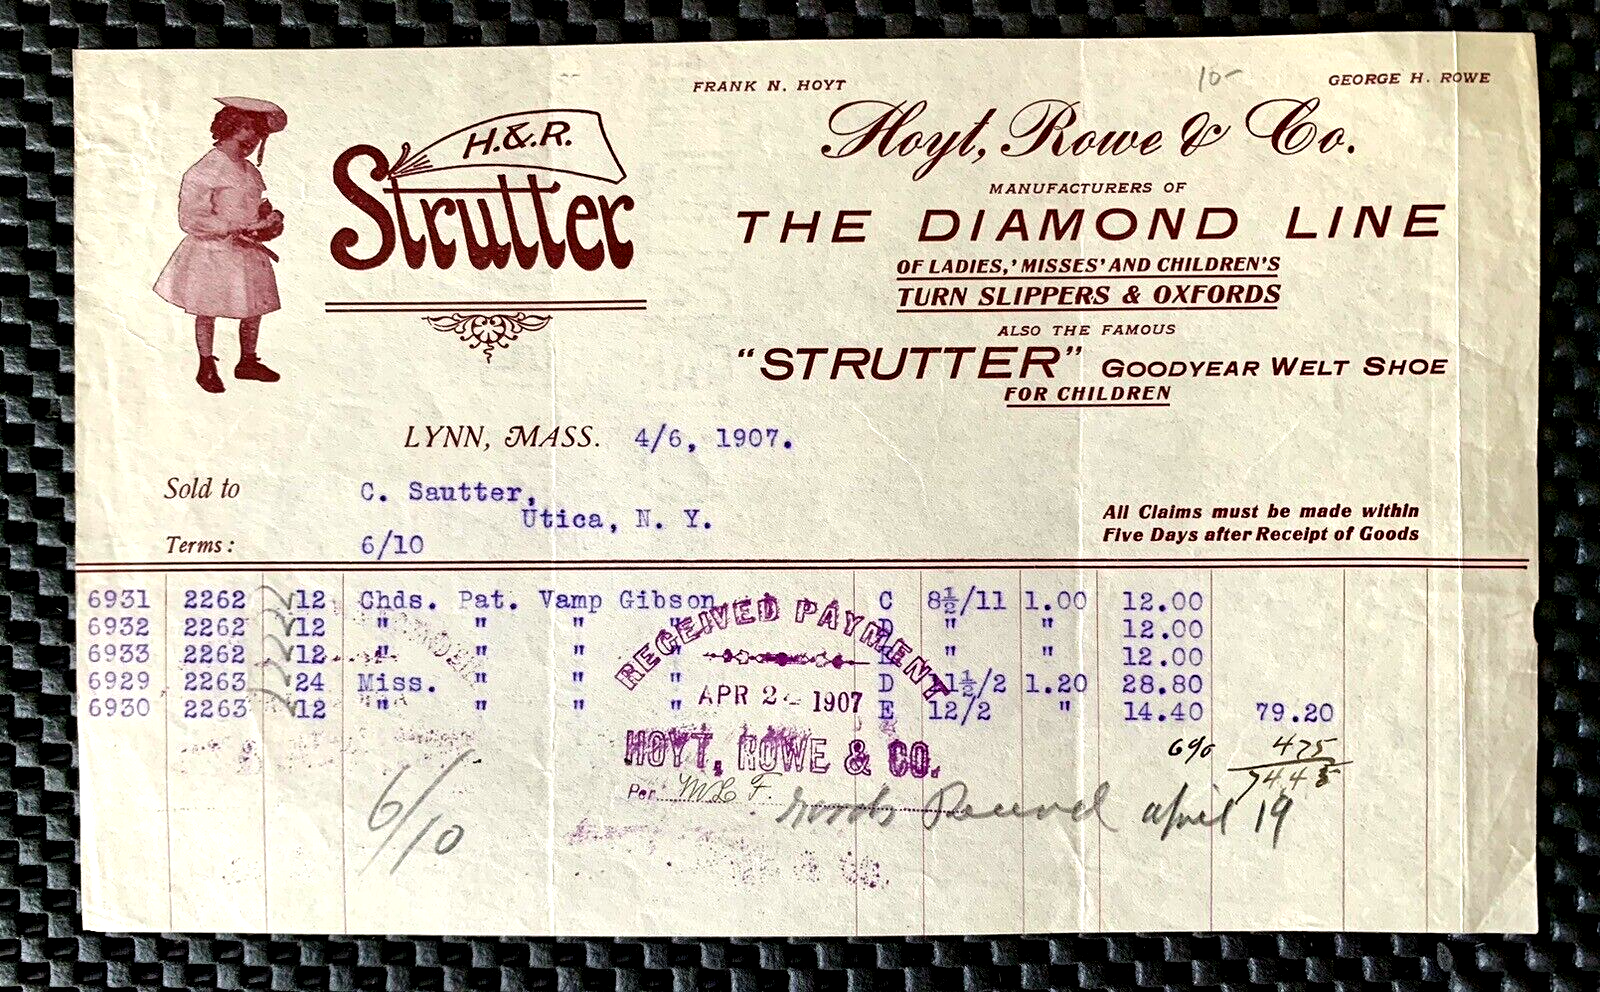 FRANK N. HOYT
10-
GEORGE H. ROWE
H.&.R.
Strutter
Hoyt, Rowe & Co.
MANUFACTURERS OF
THE DIAMOND LINE
OF LADIES,' MISSES' AND CHILDREN'S
TURN SLIPPERS & OXFORDS
ALSO THE FAMOUS
"STRUTTER" GOODYEAR WELT SHOE
FOR CHILDREN
LYNN, MASS. 4/6, 1907.
Sold to C. Sautter,
Utica, N. Y.
Terms: 6/10
All Claims must be made within
Five Days after Receipt of Goods
6931 2262 12 Chds. Pat. Vamp Gibson C 8½/11 1.00 12.00
6932 2262 12 " " " " D " " 12.00
6933 2262 12 " " " " " " 12.00
6929 2263 24 Miss. " " " D 11½/2 1.20 28.80
6930 2263 12 " " " " E 12/2 " 14.40 79.20
RECEIVED PAYMENT
APR 24 1907
HOYT, ROWE & CO.
Per M L F.
6% 475
7445
6/10
Goods Received April 19